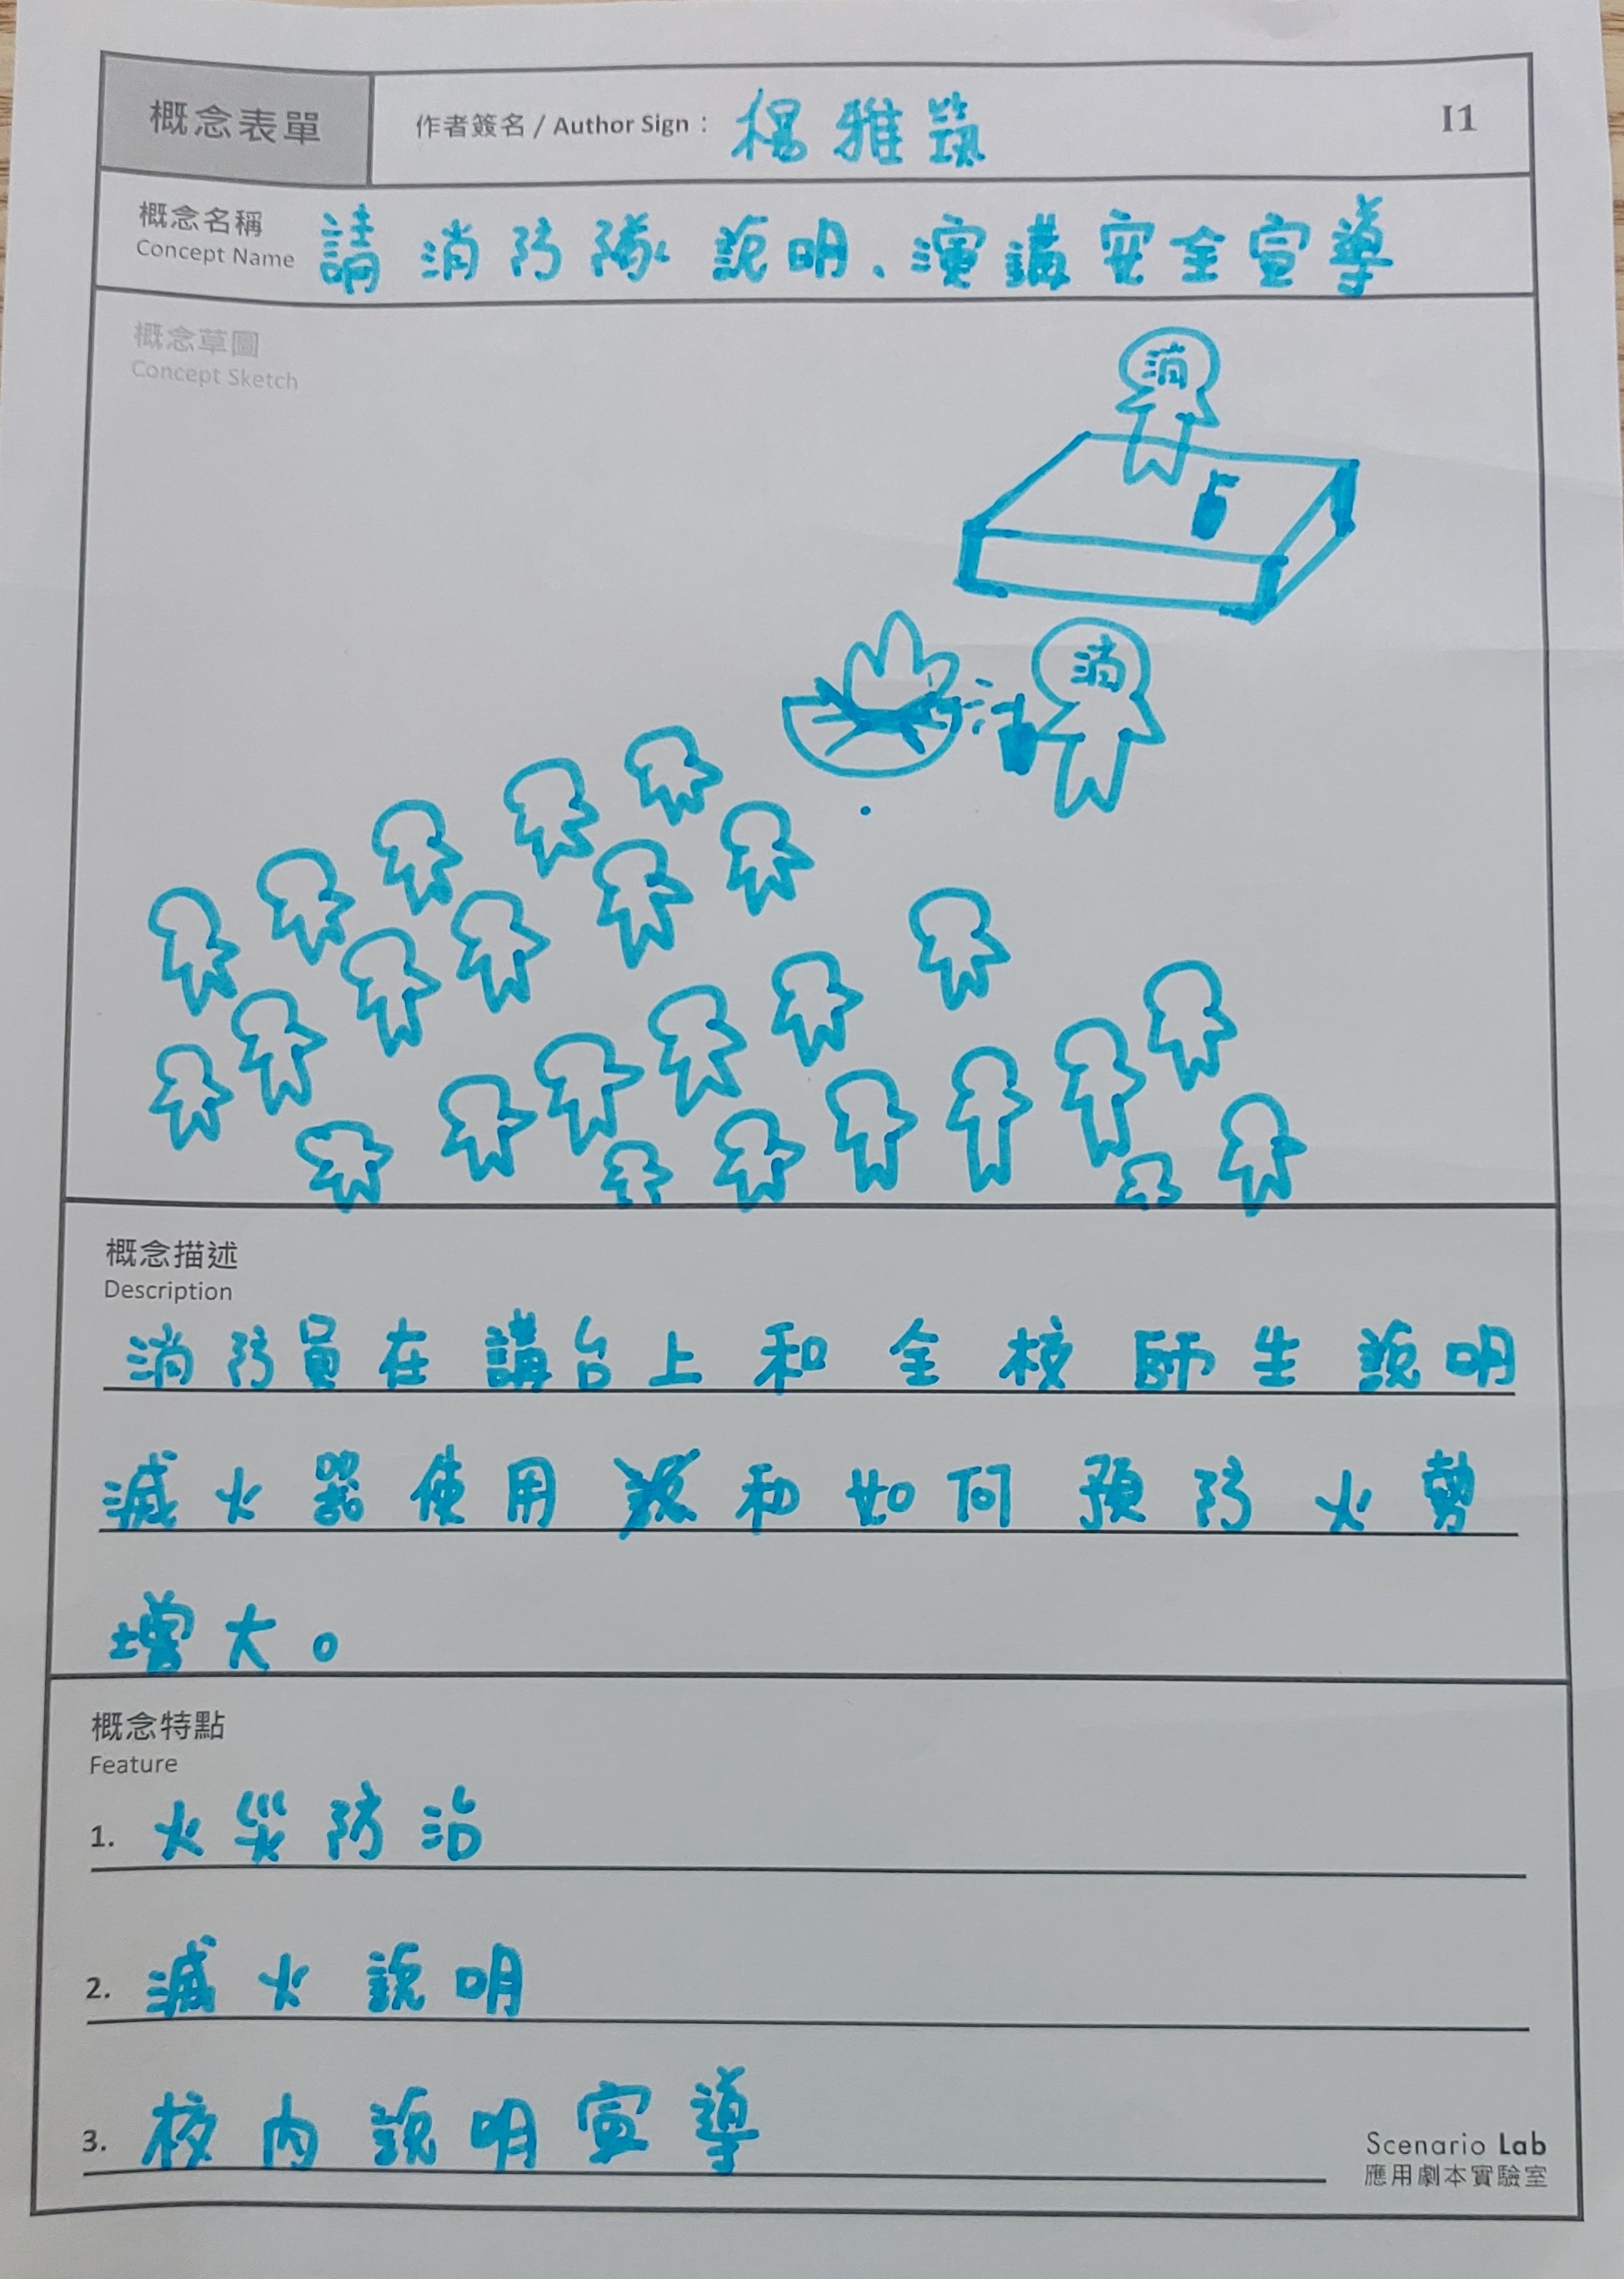 概念表單 作者簽名 / Author Sign： 楊雅筑 I1
概念名稱 請消防隊說明、演講安全宣導
Concept Name
概念草圖
Concept Sketch
消
消
概念描述
Description
消防員在講台上和全校師生說明
滅火器使用 和如何預防火勢
增大。
概念特點
Feature
1. 火災防治
2. 滅火說明
3. 校內說明宣導
Scenario Lab
應用劇本實驗室